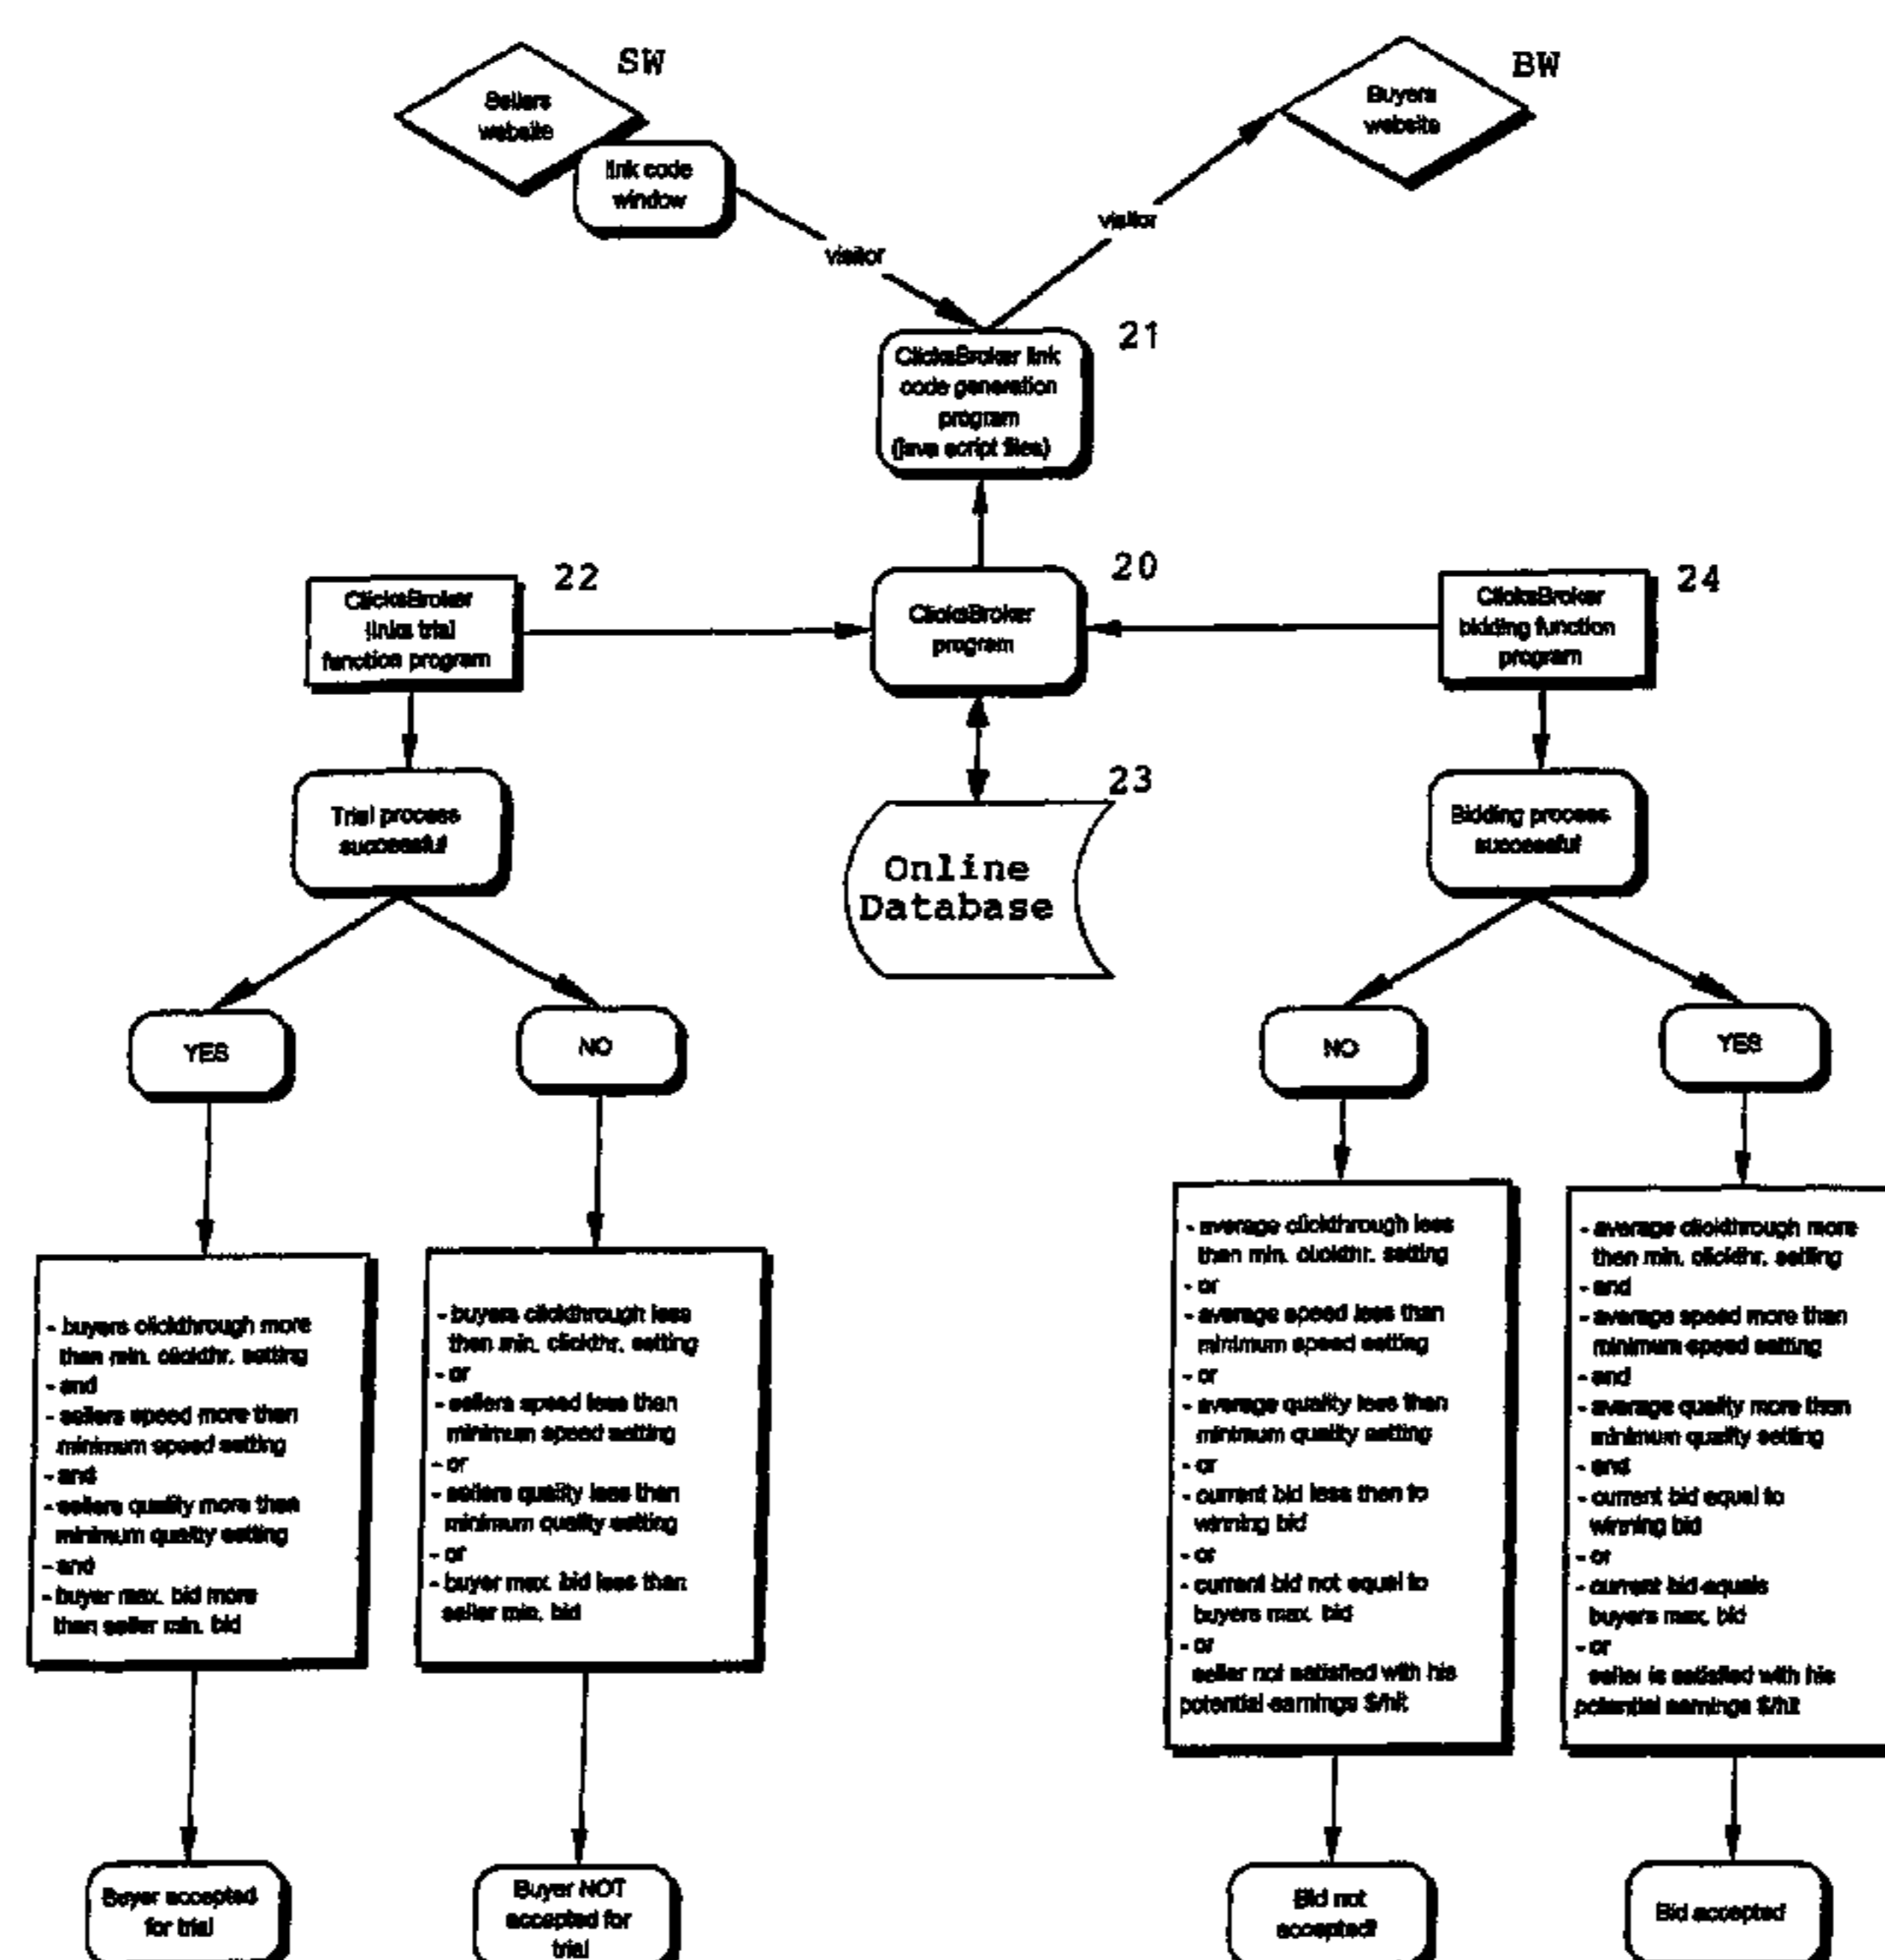 SW
Sellers
website
link code
window
BW
Buyers
website
visitor
visitor
21
ClicksBroker link
code generation
program
(java script files)
22
ClicksBroker
links trial
function program
20
ClicksBroker
program
24
ClicksBroker
bidding function
program
Trial process
successful
23
Online
Database
Bidding process
successful
YES
NO
NO
YES
- buyers clickthrough more
than min. clickthr. setting
- and
- sellers speed more than
minimum speed setting
- and
- sellers quality more than
minimum quality setting
- and
- buyer max. bid more
than seller min. bid
- buyers clickthrough less
than min. clickthr. setting
- or
- sellers speed less than
minimum speed setting
- or
- sellers quality less than
minimum quality setting
- or
- buyer max. bid less than
seller min. bid
- average clickthrough less
then min. clickthr. setting
- or
- average speed less than
minimum speed setting
- or
- average quality less then
minimum quality setting
- or
- current bid less then to
winning bid
- or
- current bid not equal to
buyers max. bid
- or
seller not satisfied with his
potential earnings $/hit
- average clickthrough more
then min. clickthr. setting
- and
- average speed more than
minimum speed setting
- and
- average quality more then
minimum quality setting
- and
- current bid equal to
winning bid
- or
- current bid equals
buyers max. bid
- or
seller is satisfied with his
potential earnings $/hit
Buyer accepted
for trial
Buyer NOT
accepted for
trial
Bid not
accepted!
Bid accepted